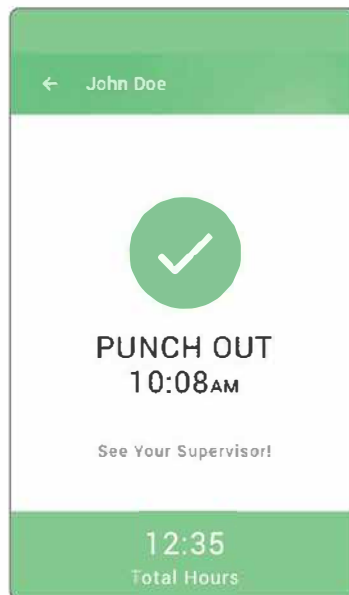 John Doe
PUNCH OUT
10:08AM
See Your Supervisor!
12:35
Total Hours